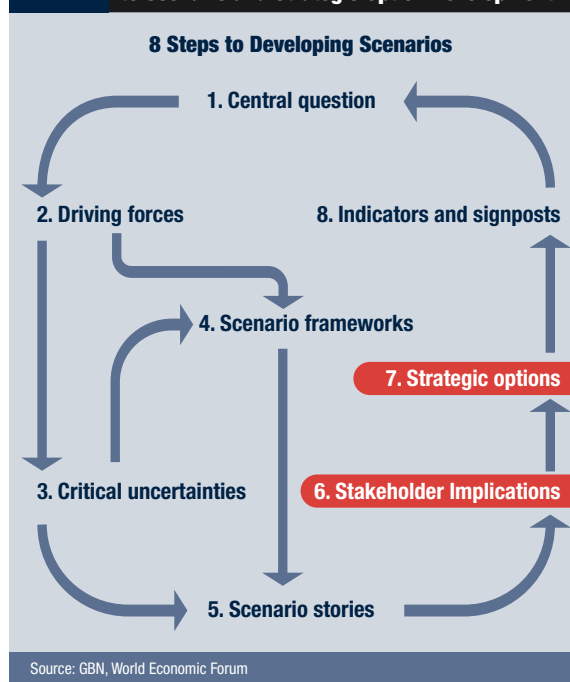 8 Steps to Developing Scenarios
1. Central question
2. Driving forces
8. Indicators and signposts
4. Scenario frameworks
7. Strategic options
3. Critical uncertainties
6. Stakeholder Implications
5. Scenario stories
Source: GBN, World Economic Forum